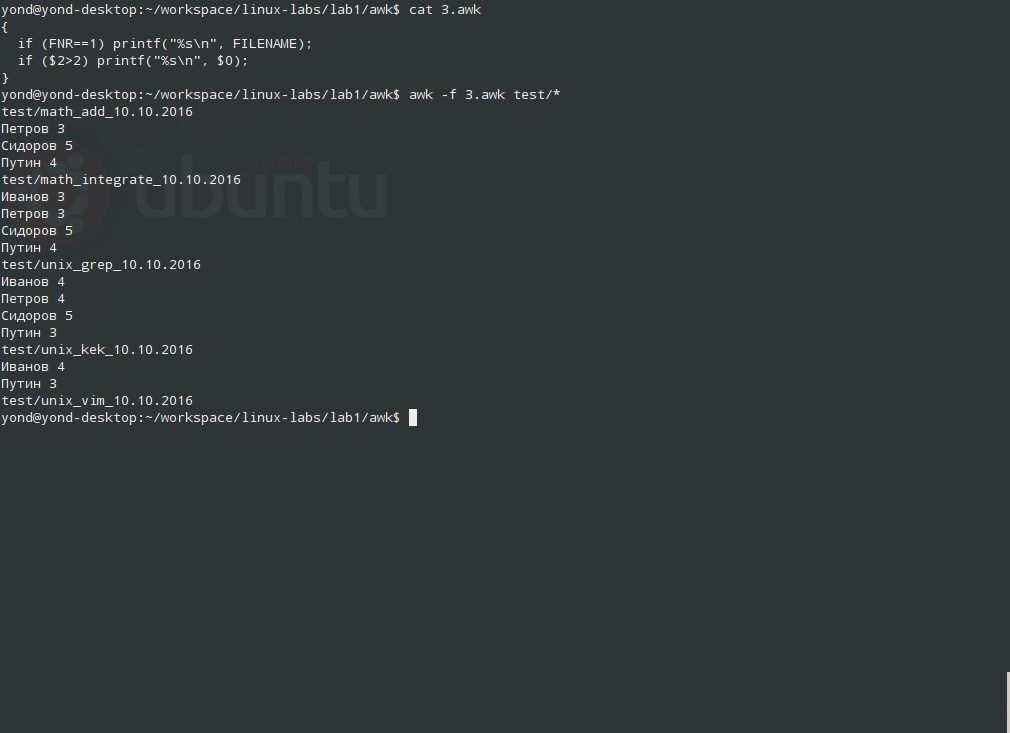 yond@yond-desktop:~/workspace/linux-labs/lab1/awk$ cat 3.awk
{
  if (FNR==1) printf("%s\n", FILENAME);
  if ($2>2) printf("%s\n", $0);
}
yond@yond-desktop:~/workspace/linux-labs/lab1/awk$ awk -f 3.awk test/*
test/math_add_10.10.2016
Петров 3
Сидоров 5
Путин 4
test/math_integrate_10.10.2016
Иванов 3
Петров 3
Сидоров 5
Путин 4
test/unix_grep_10.10.2016
Иванов 4
Петров 4
Сидоров 5
Путин 3
test/unix_kek_10.10.2016
Иванов 4
Путин 3
test/unix_vim_10.10.2016
yond@yond-desktop:~/workspace/linux-labs/lab1/awk$
ubuntu